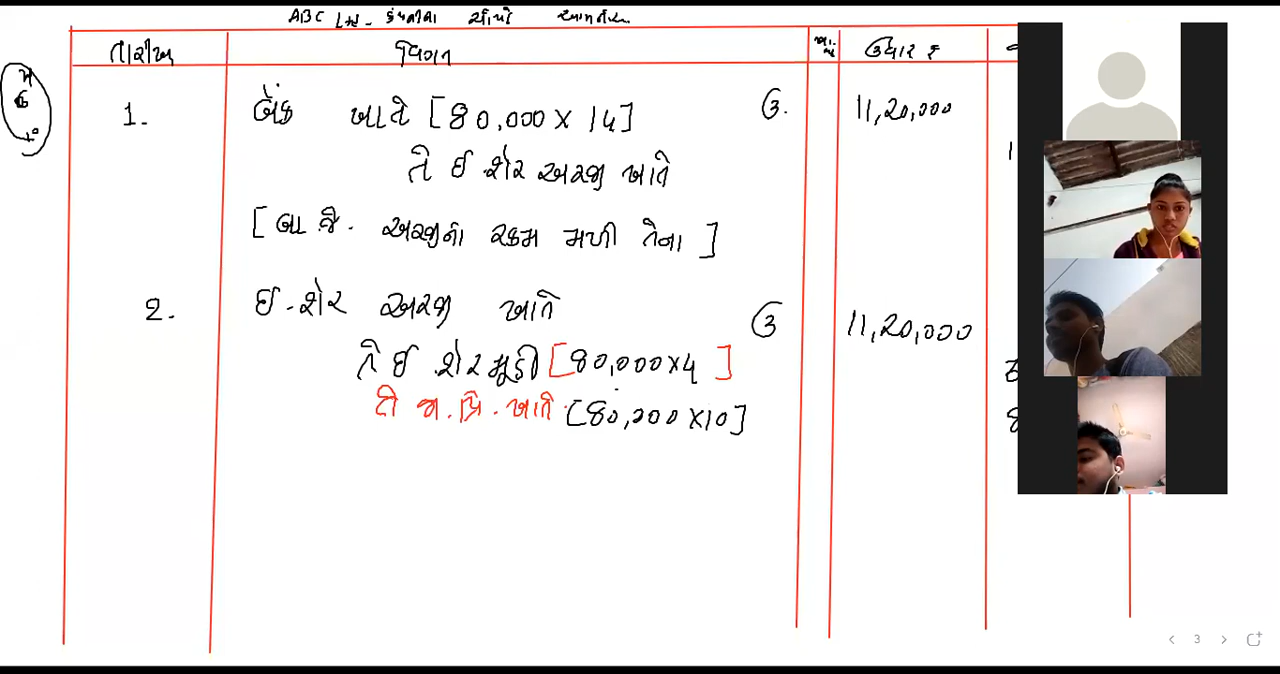 ABC Ltd. કંપનીના ચોપડે આમનોંધ
તારીખ વિગત ખા. પા. ઉધાર ₹
1. બેંક ખાતે [80,000 X 14] ઉ. 11,20,000
તે ઈ શેર અરજી ખાતે
[બા.જે. અરજીના રકમ મળી તેના]
2. ઈ.શેર અરજી ખાતે ઉ 11,20,000
તે ઈ શેર મૂડી [80,000 X 4]
તે જા.પ્રિ. ખાતે [80,000 X 10]
3